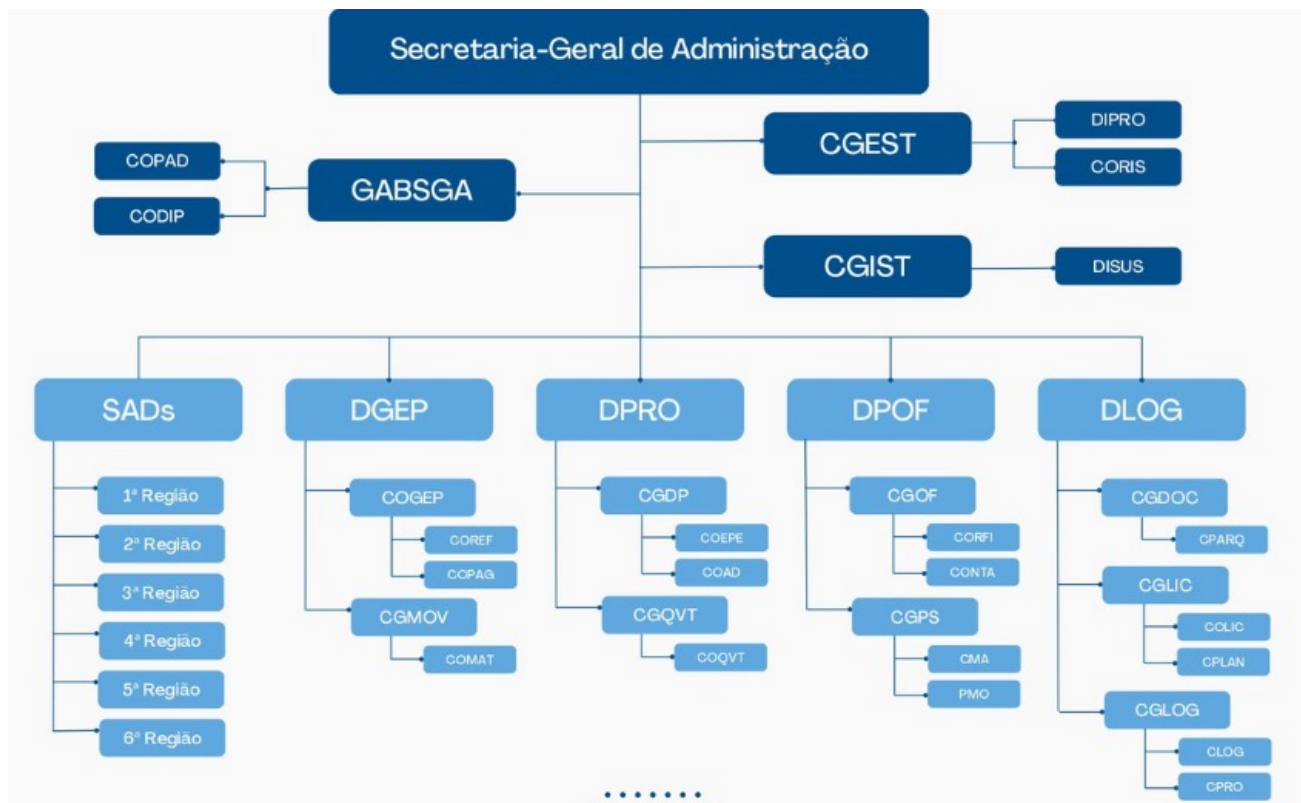 Secretaria-Geral de Administração
CGEST
DIPRO
CORIS
COPAD
CODIP
GABSGA
CGIST
DISUS
SADs
1ª Região
2ª Região
3ª Região
4ª Região
5ª Região
6ª Região
DGEP
COGEP
COREF
COPAG
CGMOV
COMAT
DPRO
CGDP
COEPE
COAD
CGQVT
COQVT
DPOF
CGOF
CORFI
CONTA
CGPS
CMA
PMO
DLOG
CGDOC
CPARQ
CGLIC
COLIC
CPLAN
CGLOG
CLOG
CPRO